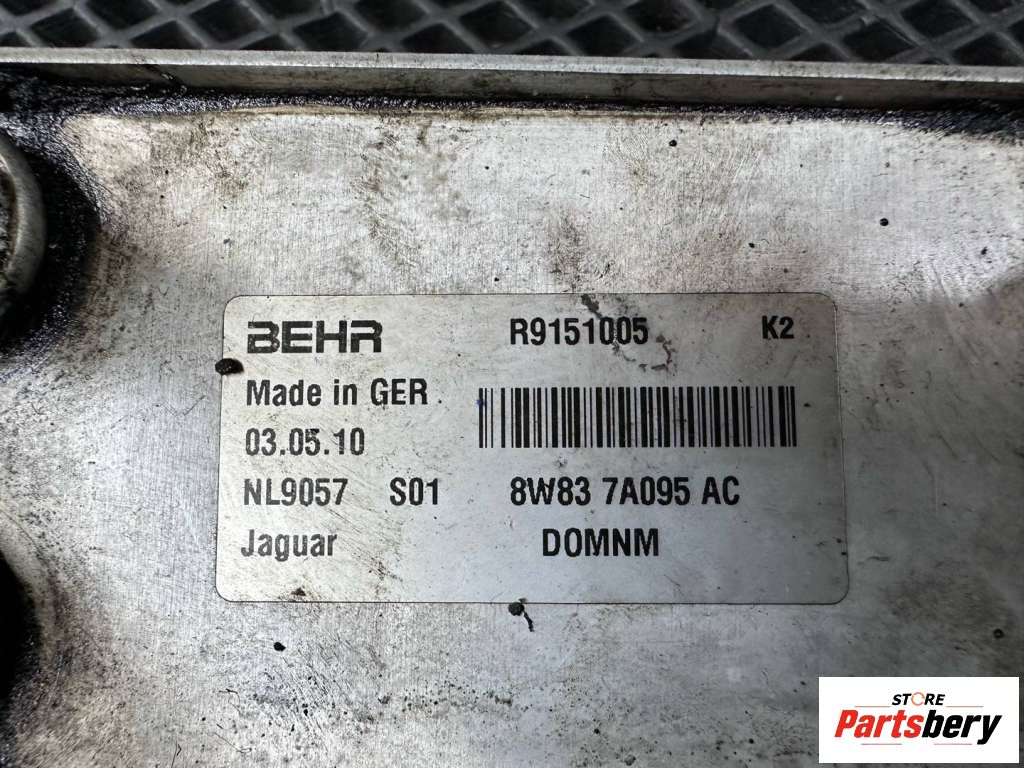 BEHR R9151005 K2
Made in GER
03.05.10
NL9057 S01 8W83 7A095 AC
Jaguar DOMNM
STORE
Partsbery